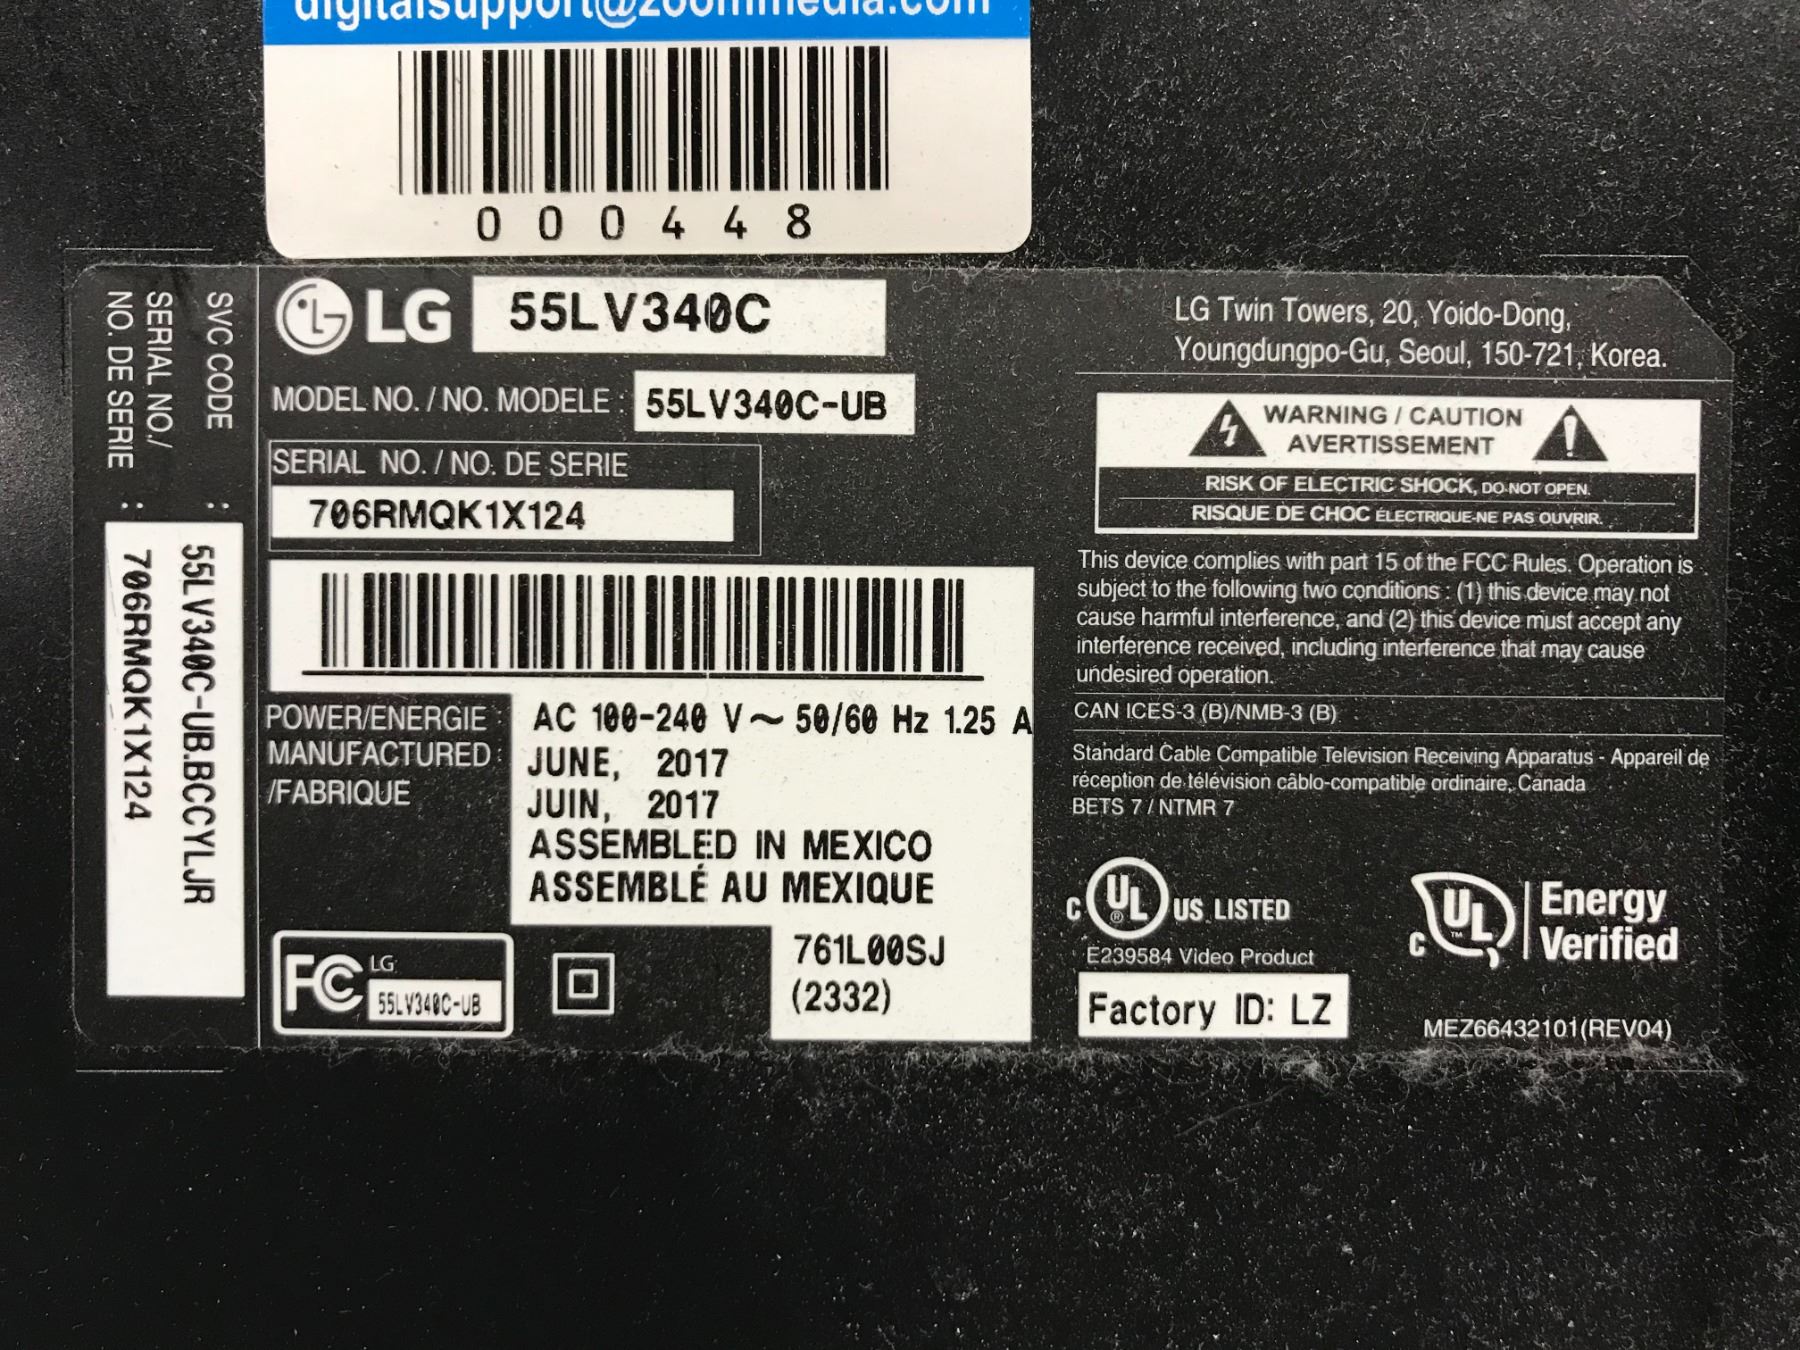 digitalsupport@zoommedia.com
000448
SVC CODE : 55LV340C-UB.BCCYLJR
SERIAL NO./
NO. DE SERIE : 706RMQK1X124
LG 55LV340C
MODEL NO. / NO. MODELE : 55LV340C-UB
SERIAL NO. / NO. DE SERIE
706RMQK1X124
POWER/ENERGIE : AC 100-240 V ~ 50/60 Hz 1.25 A
MANUFACTURED : JUNE, 2017
/FABRIQUE JUIN, 2017
ASSEMBLED IN MEXICO
ASSEMBLÉ AU MEXIQUE
FC LG
55LV340C-UB
761L00SJ
(2332)
LG Twin Towers, 20, Yoido-Dong,
Youngdungpo-Gu, Seoul, 150-721, Korea.
WARNING / CAUTION
AVERTISSEMENT
RISK OF ELECTRIC SHOCK, DO NOT OPEN.
RISQUE DE CHOC ÉLECTRIQUE-NE PAS OUVRIR.
This device complies with part 15 of the FCC Rules. Operation is
subject to the following two conditions : (1) this device may not
cause harmful interference, and (2) this device must accept any
interference received, including interference that may cause
undesired operation.
CAN ICES-3 (B)/NMB-3 (B)
Standard Cable Compatible Television Receiving Apparatus - Appareil de
réception de télévision câblo-compatible ordinaire, Canada
BETS 7 / NTMR 7
C UL ® US LISTED
E239584 Video Product
Factory ID: LZ
C UL ™ Energy
Verified
MEZ66432101(REV04)